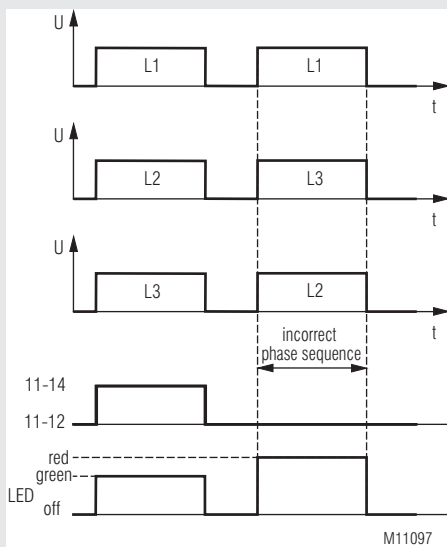 U
L1
L1
t
U
L2
L3
t
U
L3
L2
t
incorrect
phase sequence
11-14
11-12
red
green
LED
off
M11097